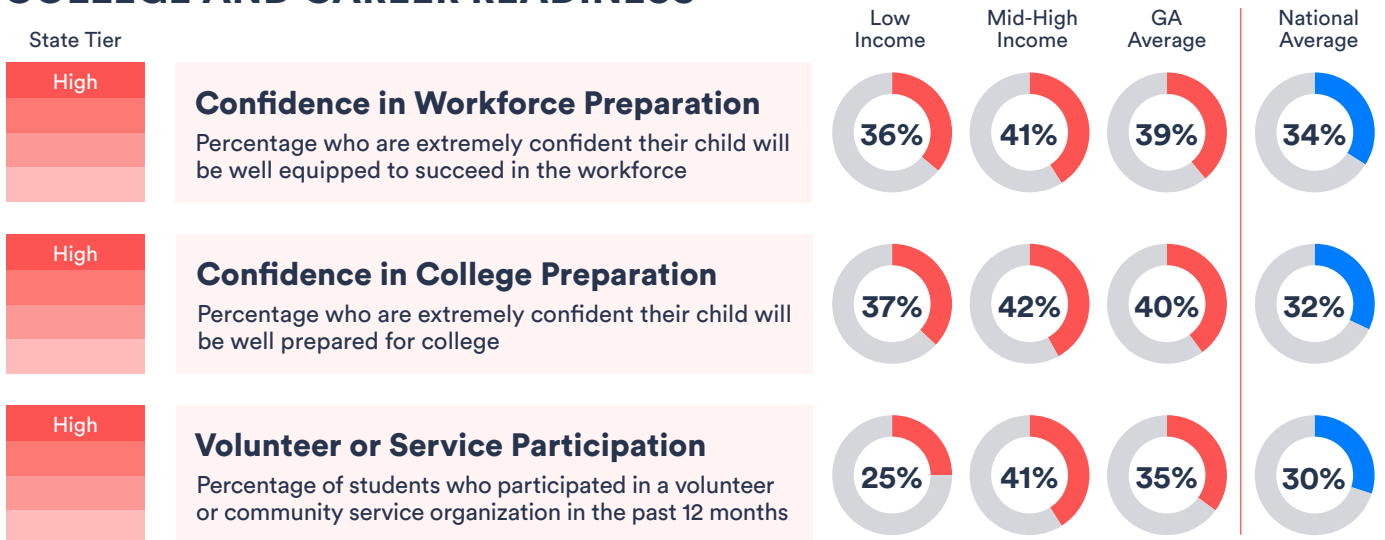 COLLEGE AND CAREER READINESS
State Tier
Low
Income
Mid-High
Income
GA
Average
National
Average
High
Confidence in Workforce Preparation
Percentage who are extremely confident their child will
be well equipped to succeed in the workforce
36%
41%
39%
34%
High
Confidence in College Preparation
Percentage who are extremely confident their child will
be well prepared for college
37%
42%
40%
32%
High
Volunteer or Service Participation
Percentage of students who participated in a volunteer
or community service organization in the past 12 months
25%
41%
35%
30%